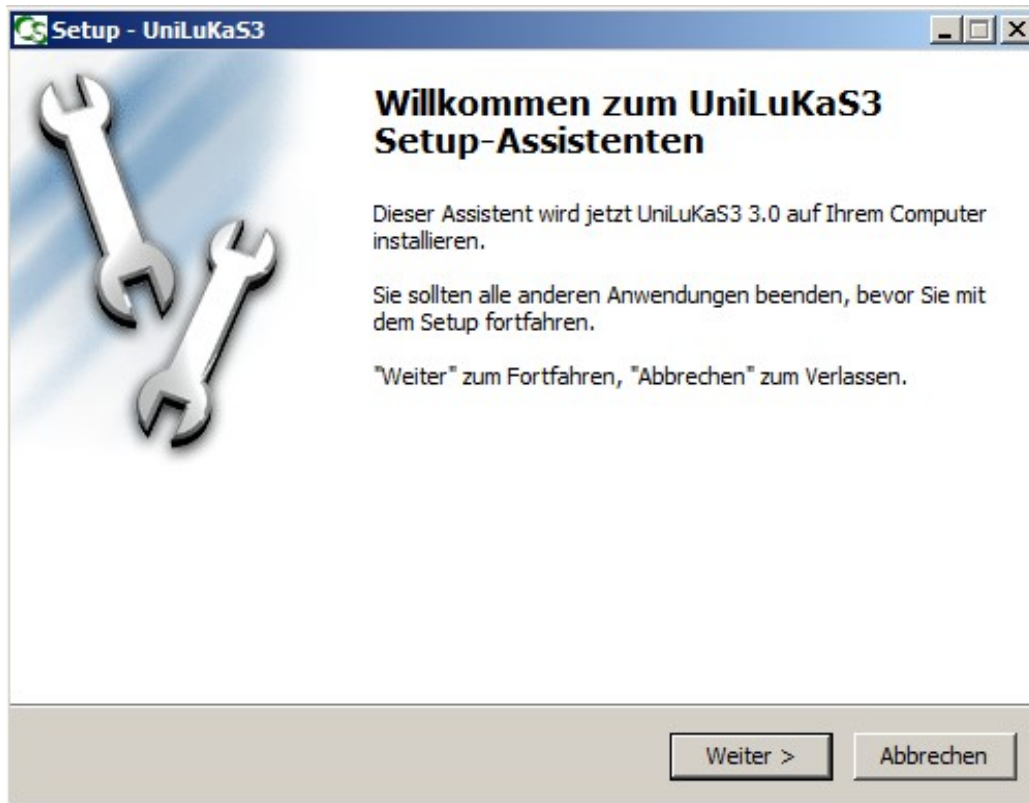 Setup - UniLuKaS3
Willkommen zum UniLuKaS3
Setup-Assistenten
Dieser Assistent wird jetzt UniLuKaS3 3.0 auf Ihrem Computer
installieren.
Sie sollten alle anderen Anwendungen beenden, bevor Sie mit
dem Setup fortfahren.
"Weiter" zum Fortfahren, "Abbrechen" zum Verlassen.
Weiter >
Abbrechen